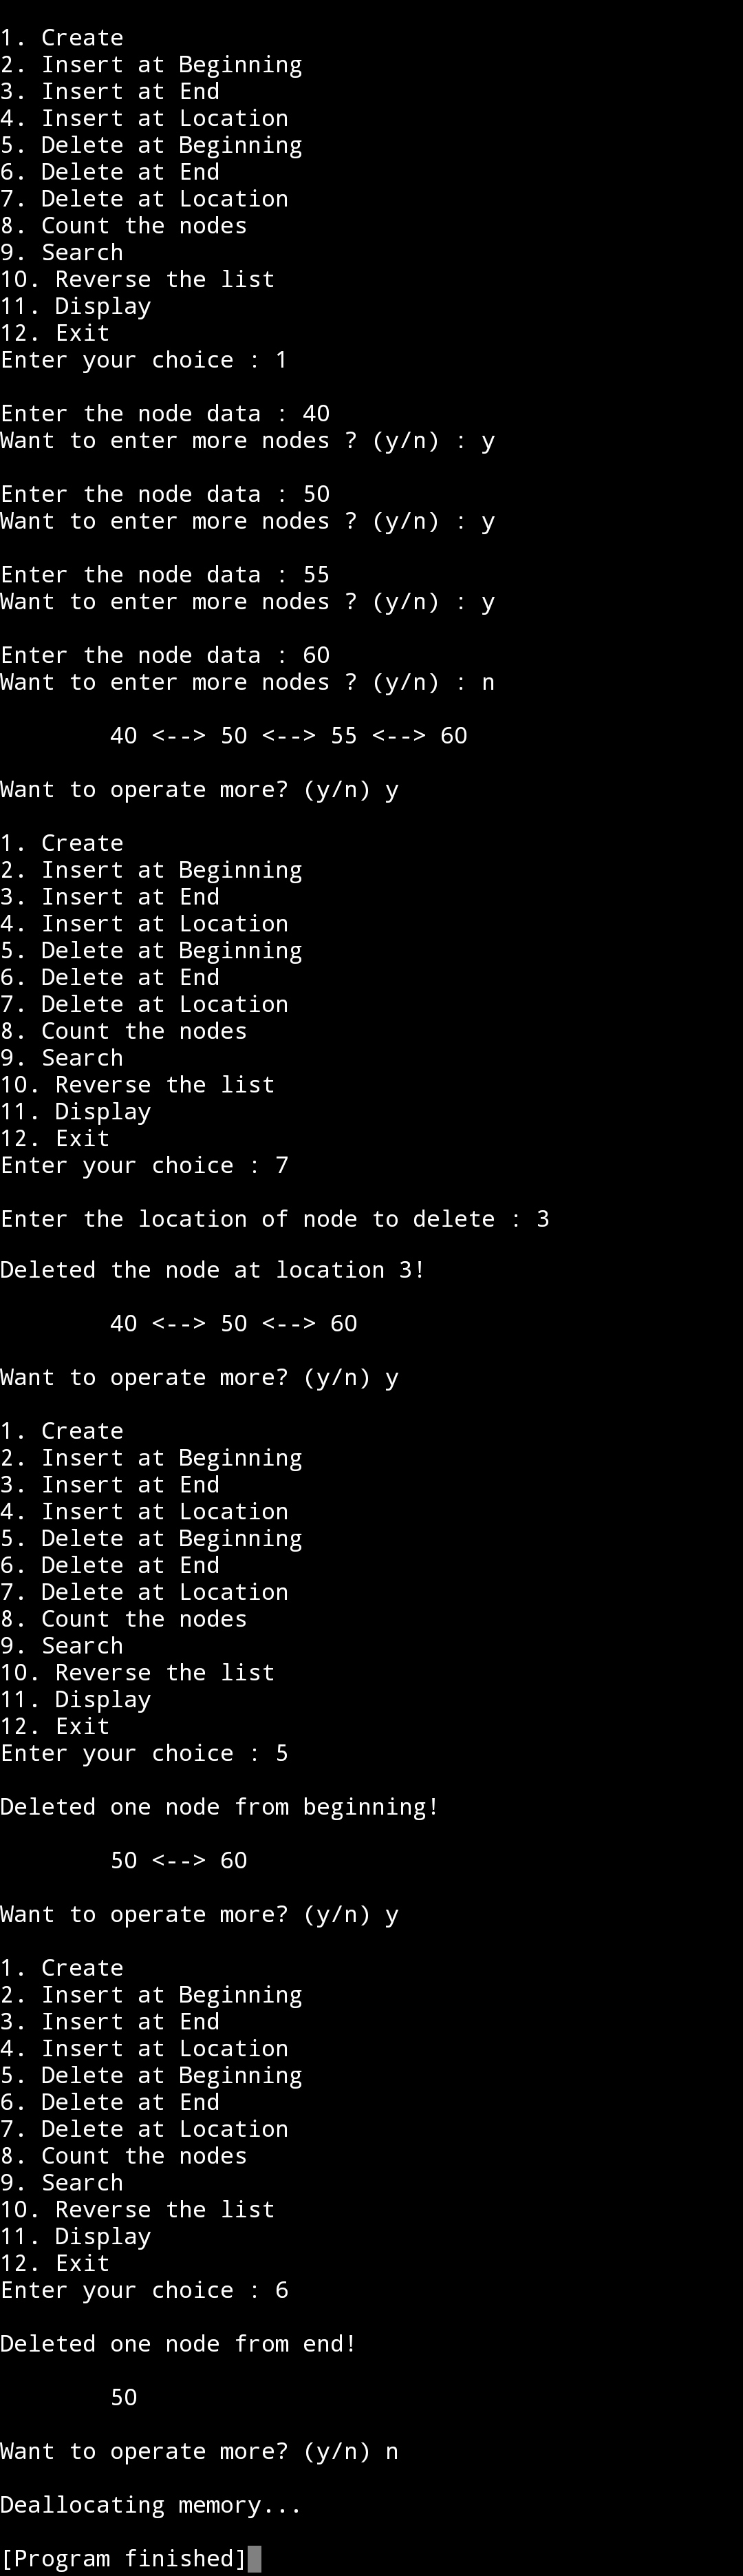 1. Create
2. Insert at Beginning
3. Insert at End
4. Insert at Location
5. Delete at Beginning
6. Delete at End
7. Delete at Location
8. Count the nodes
9. Search
10. Reverse the list
11. Display
12. Exit
Enter your choice : 1
Enter the node data : 40
Want to enter more nodes ? (y/n) : y
Enter the node data : 50
Want to enter more nodes ? (y/n) : y
Enter the node data : 55
Want to enter more nodes ? (y/n) : y
Enter the node data : 60
Want to enter more nodes ? (y/n) : n
40 <--> 50 <--> 55 <--> 60
Want to operate more? (y/n) y
1. Create
2. Insert at Beginning
3. Insert at End
4. Insert at Location
5. Delete at Beginning
6. Delete at End
7. Delete at Location
8. Count the nodes
9. Search
10. Reverse the list
11. Display
12. Exit
Enter your choice : 7
Enter the location of node to delete : 3
Deleted the node at location 3!
40 <--> 50 <--> 60
Want to operate more? (y/n) y
1. Create
2. Insert at Beginning
3. Insert at End
4. Insert at Location
5. Delete at Beginning
6. Delete at End
7. Delete at Location
8. Count the nodes
9. Search
10. Reverse the list
11. Display
12. Exit
Enter your choice : 5
Deleted one node from beginning!
50 <--> 60
Want to operate more? (y/n) y
1. Create
2. Insert at Beginning
3. Insert at End
4. Insert at Location
5. Delete at Beginning
6. Delete at End
7. Delete at Location
8. Count the nodes
9. Search
10. Reverse the list
11. Display
12. Exit
Enter your choice : 6
Deleted one node from end!
50
Want to operate more? (y/n) n
Deallocating memory...
[Program finished]